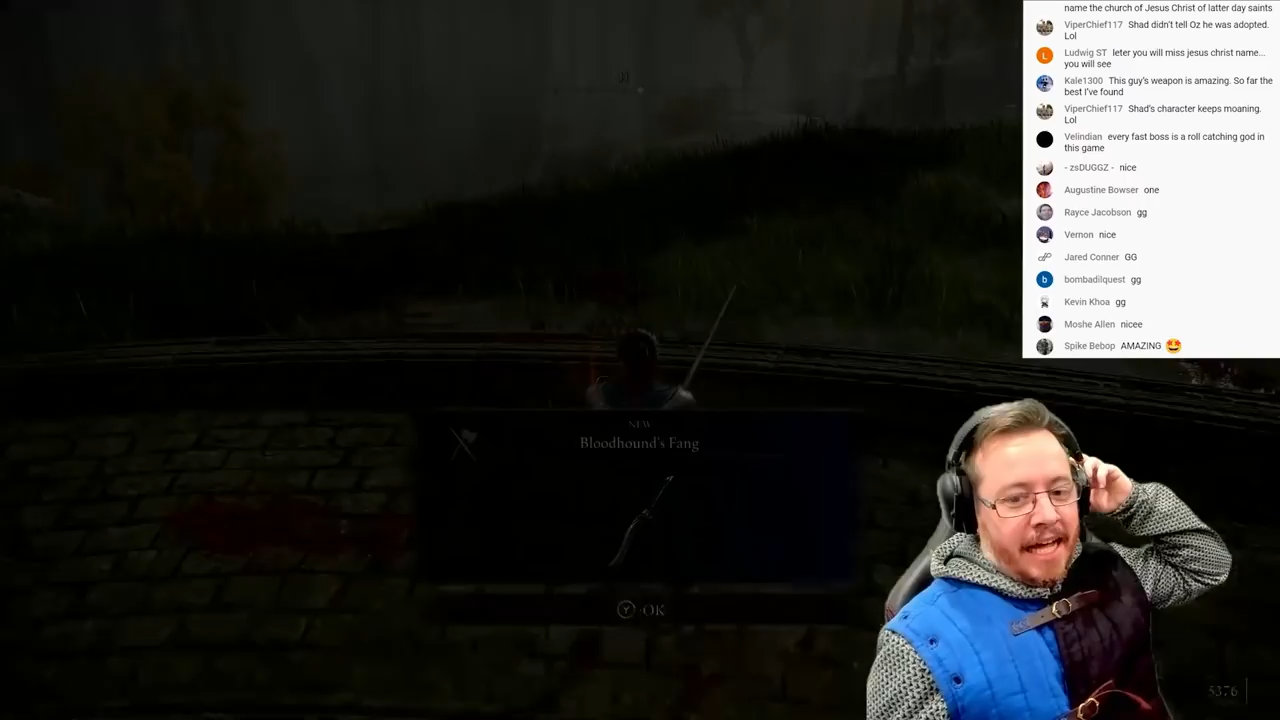 name the church of Jesus Christ of latter day saints
ViperChief117 Shad didn't tell Oz he was adopted.
Lol
Ludwig ST leter you will miss jesus christ name...
you will see
Kale1300 This guy's weapon is amazing. So far the
best I've found
ViperChief117 Shad's character keeps moaning.
Lol
Velindian every fast boss is a roll catching god in
this game
- zsDUGGZ - nice
Augustine Bowser one
Rayce Jacobson gg
Vernon nice
Jared Conner GG
b bombadilquest gg
Kevin Khoa gg
Moshe Allen nicee
Spike Bebop AMAZING 🤩
NEW
Bloodhound's Fang
Y :OK
5376